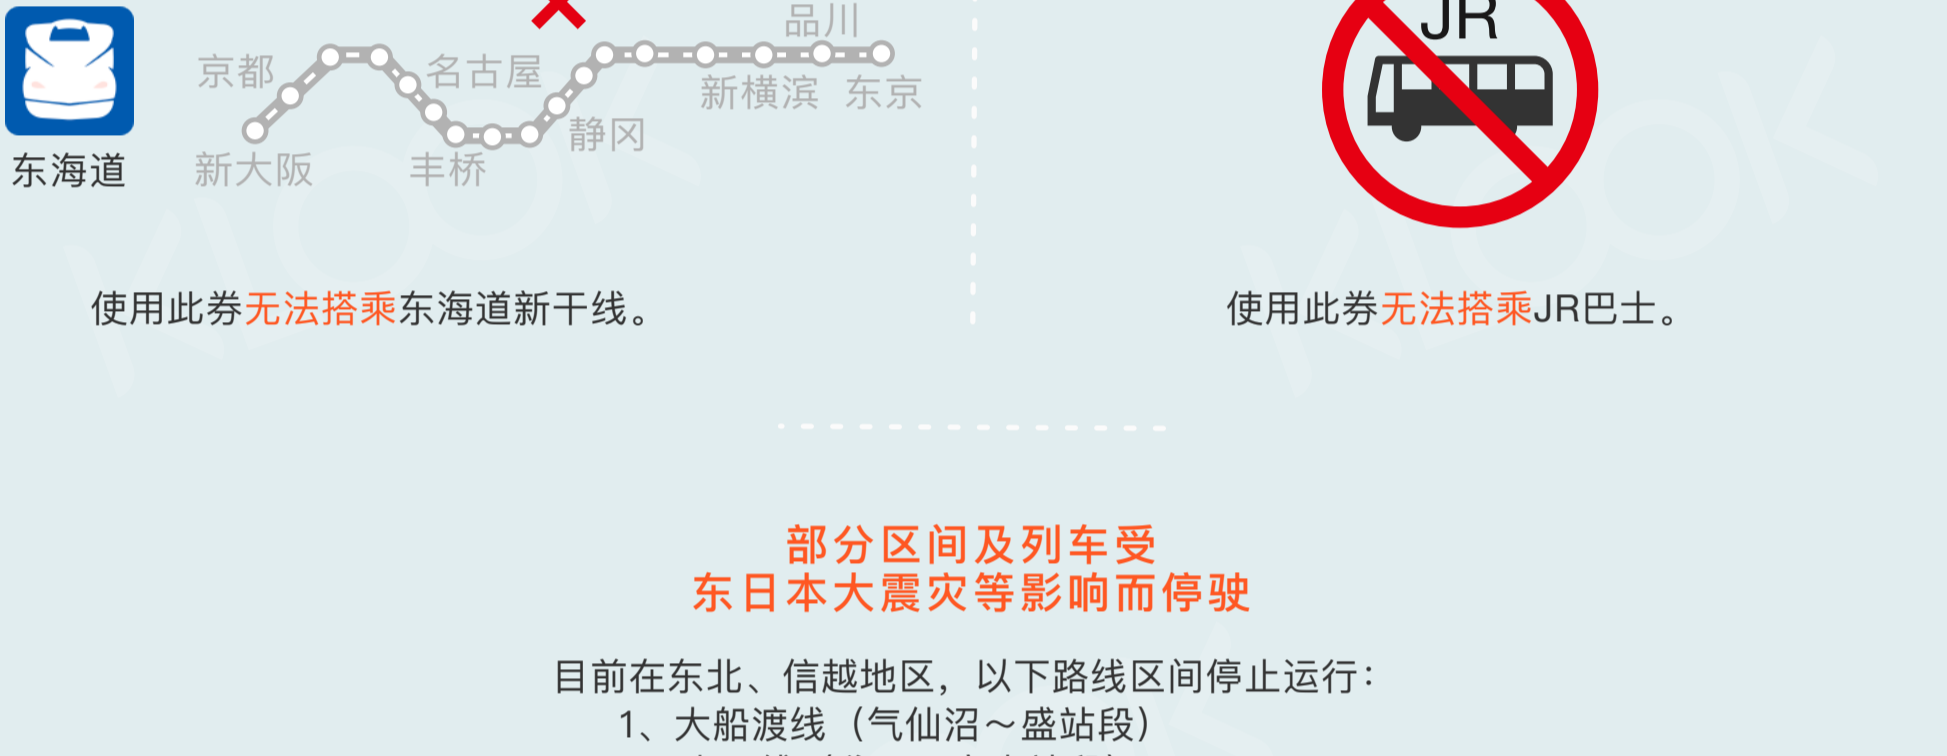 品川
京都
名古屋
新横滨
东京
静冈
新大阪
丰桥
东海道
使用此券无法搭乘东海道新干线。
JR
使用此券无法搭乘JR巴士。
部分区间及列车受
东日本大震灾等影响而停驶
目前在东北、信越地区，以下路线区间停止运行：
1、大船渡线（气仙沼～盛站段）
KLOOK
KLOOK